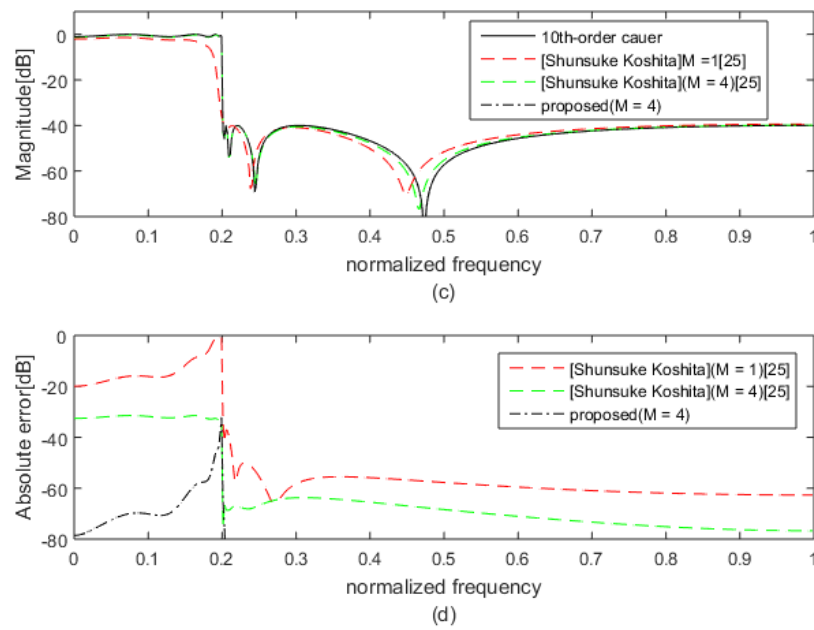 0
-20
-40
-60
-80
Magnitude[dB]
10th-order cauer
[Shunsuke Koshita]M =1[25]
[Shunsuke Koshita](M = 4)[25]
proposed(M = 4)
0 0.1 0.2 0.3 0.4 0.5 0.6 0.7 0.8 0.9 1
normalized frequency
(c)
0
-20
-40
-60
-80
Absolute error[dB]
[Shunsuke Koshita](M = 1)[25]
[Shunsuke Koshita](M = 4)[25]
proposed(M = 4)
0 0.1 0.2 0.3 0.4 0.5 0.6 0.7 0.8 0.9 1
normalized frequency
(d)